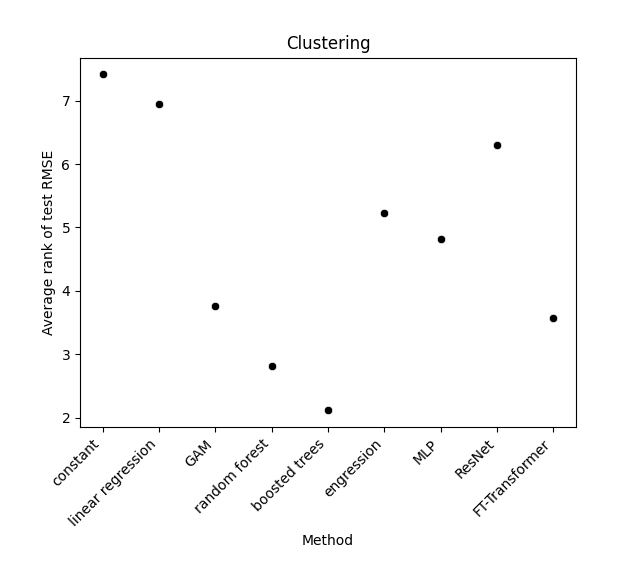 Clustering
Average rank of test RMSE
7
6
5
4
3
2
constant
linear regression
GAM
random forest
boosted trees
engression
MLP
ResNet
FT-Transformer
Method